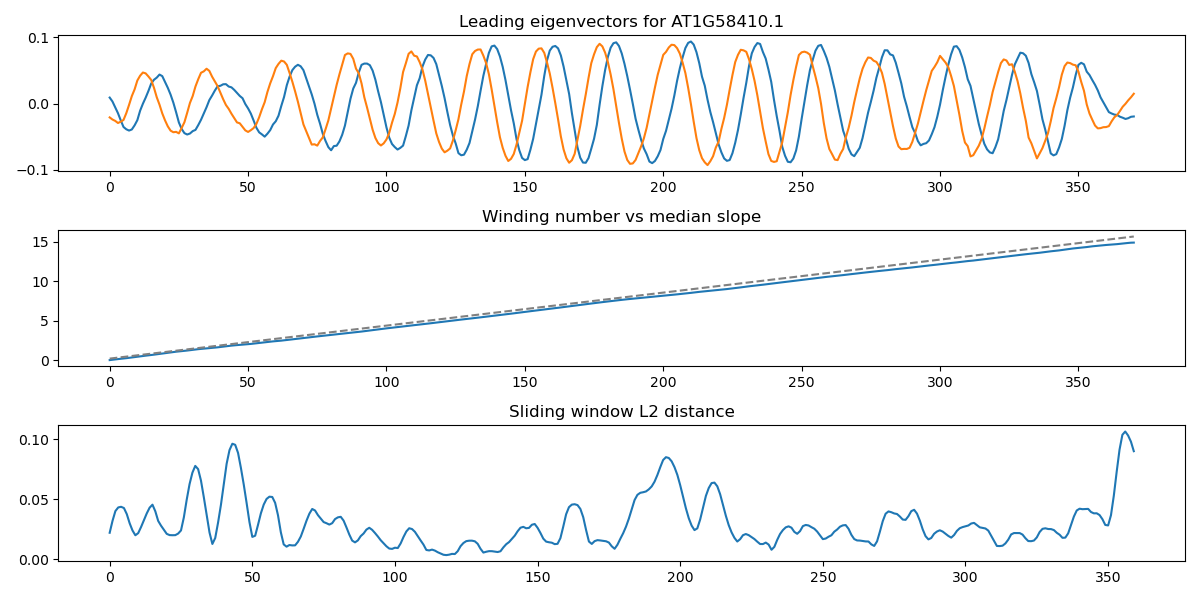 Leading eigenvectors for AT1G58410.1
0.1
0.0
−0.1
0 50 100 150 200 250 300 350
Winding number vs median slope
15
10
5
0
0 50 100 150 200 250 300 350
Sliding window L2 distance
0.10
0.05
0.00
0 50 100 150 200 250 300 350